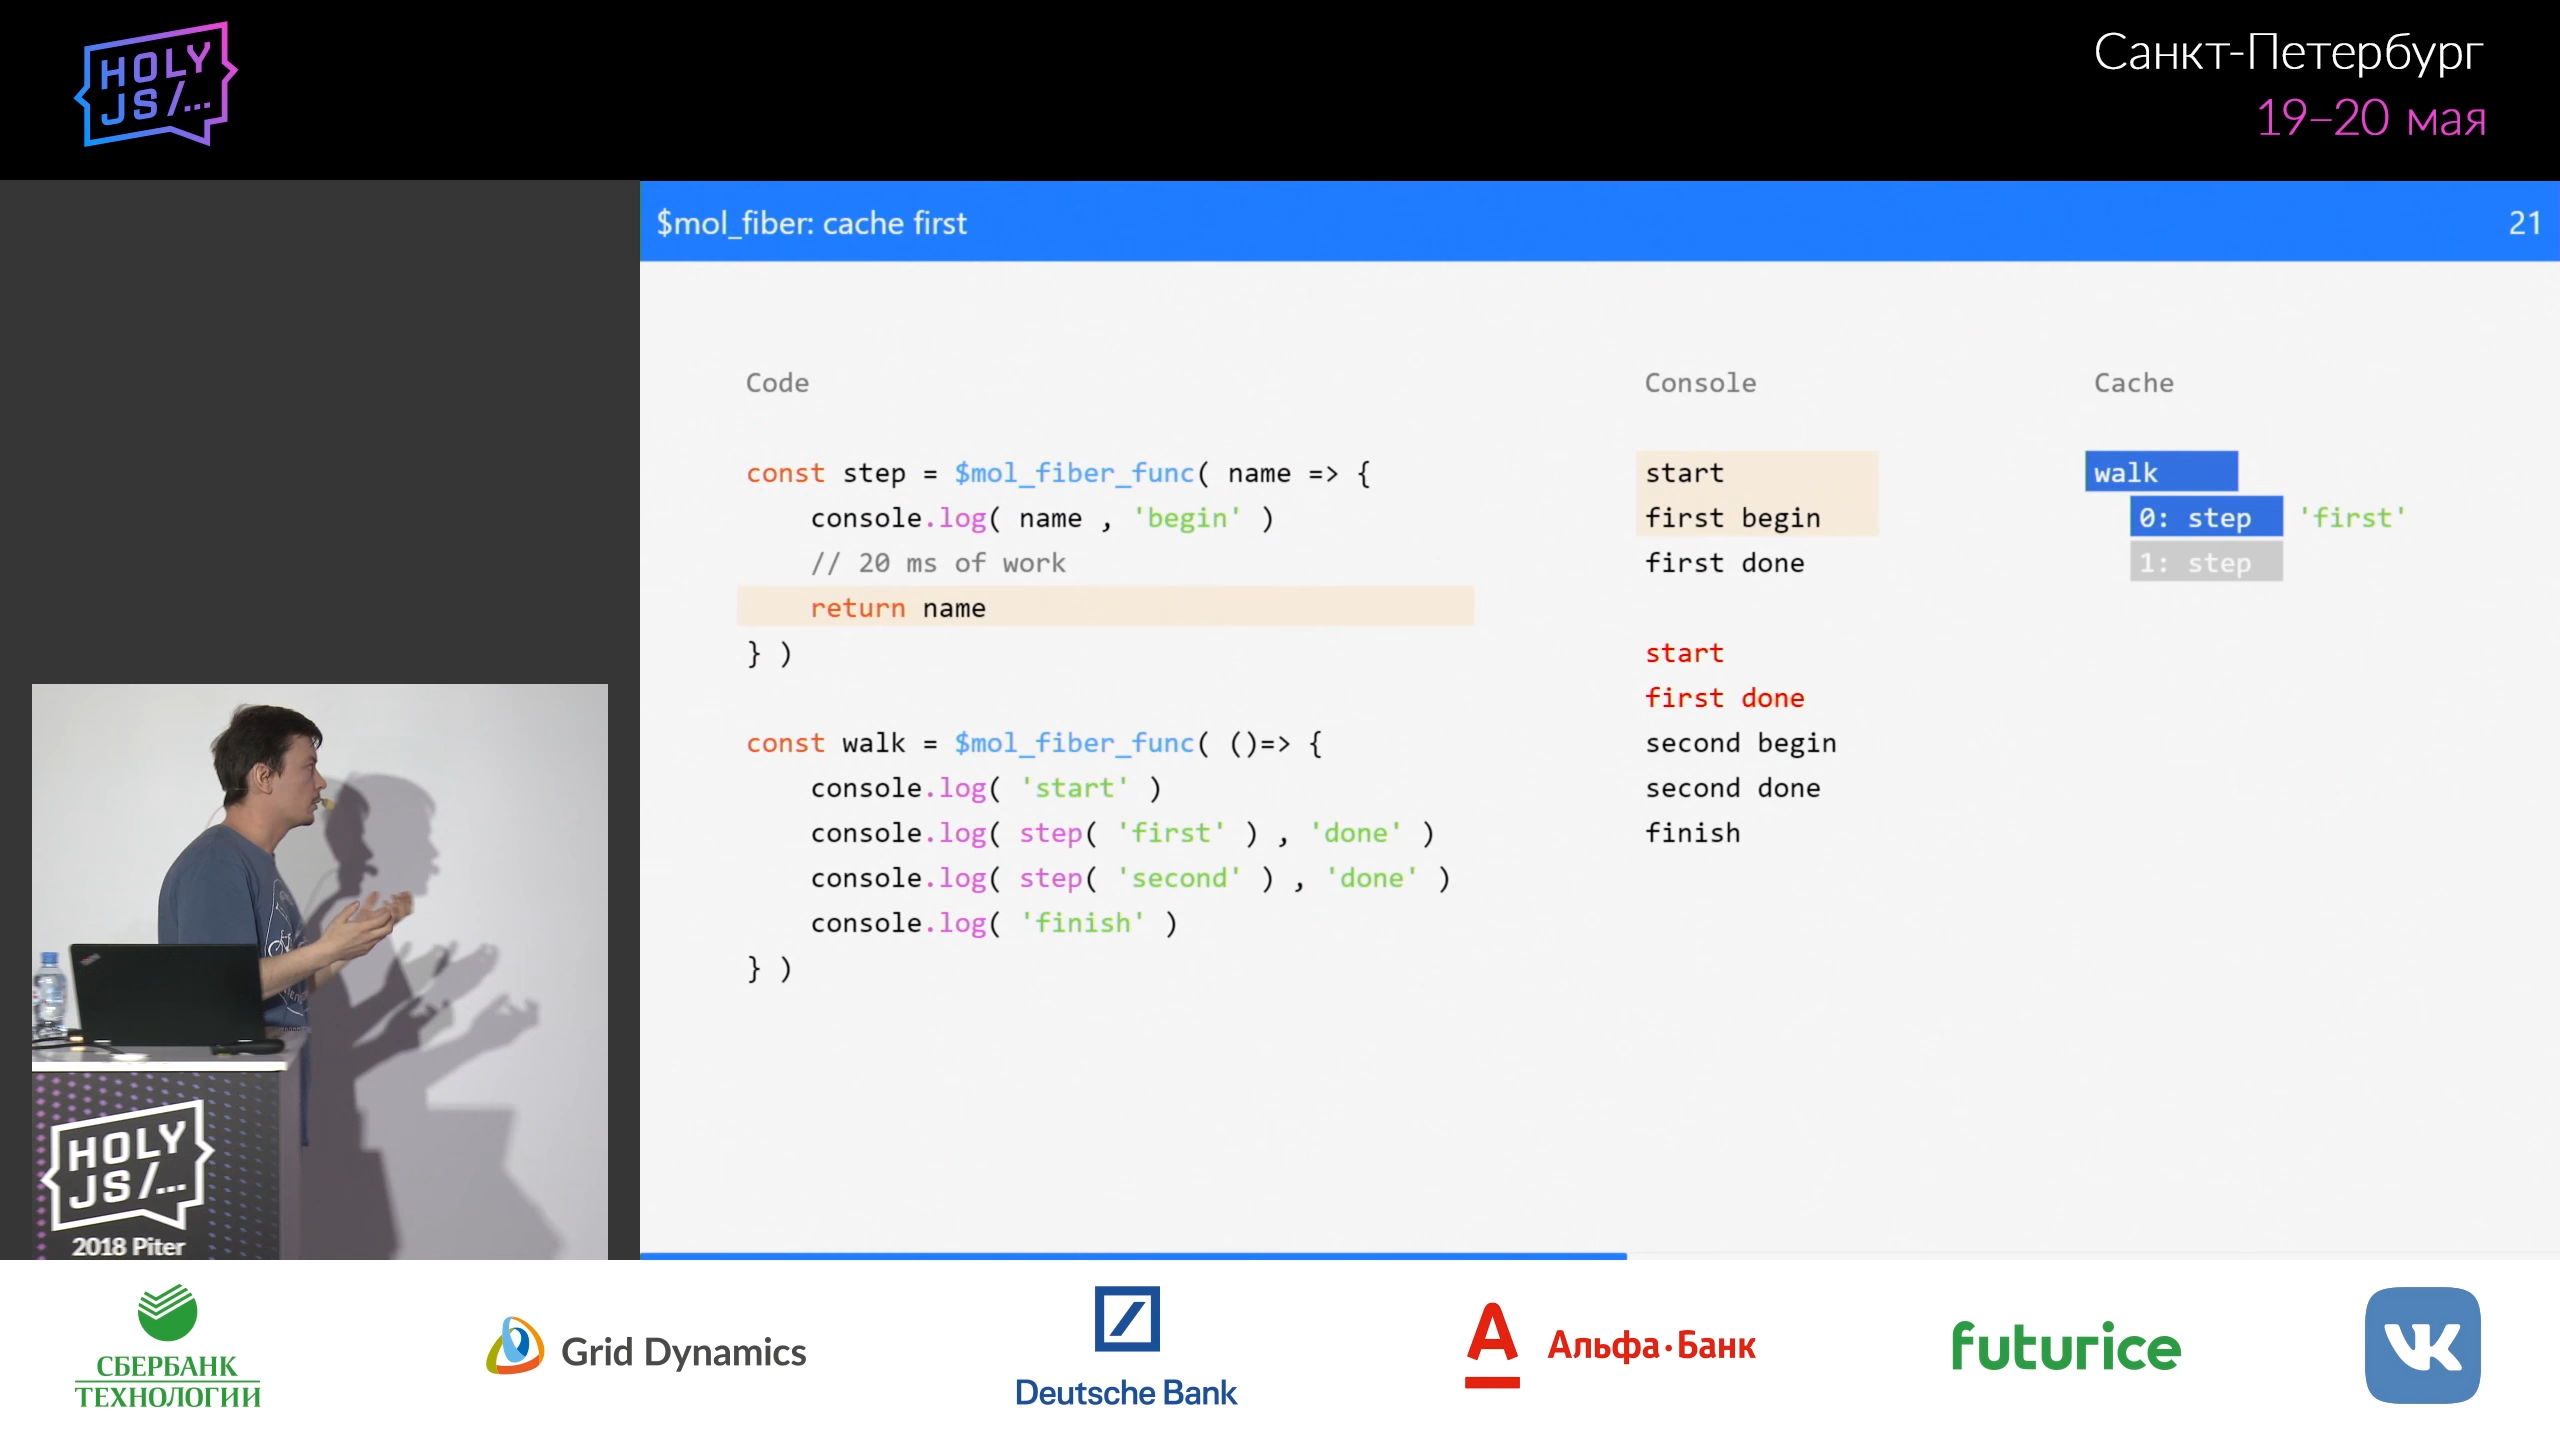 HOLY
JS/...
Санкт-Петербург
19–20 мая
$mol_fiber: cache first
21
Code
const step = $mol_fiber_func( name => {
console.log( name , 'begin' )
// 20 ms of work
return name
} )
const walk = $mol_fiber_func( ()=> {
console.log( 'start' )
console.log( step( 'first' ) , 'done' )
console.log( step( 'second' ) , 'done' )
console.log( 'finish' )
} )
Console
start
first begin
first done
start
first done
second begin
second done
finish
Cache
walk
0: step 'first'
1: step
HOLY
JS/...
2018 Piter
СБЕРБАНК
ТЕХНОЛОГИИ
Grid Dynamics
Deutsche Bank
Альфа·Банк
futurice
VK